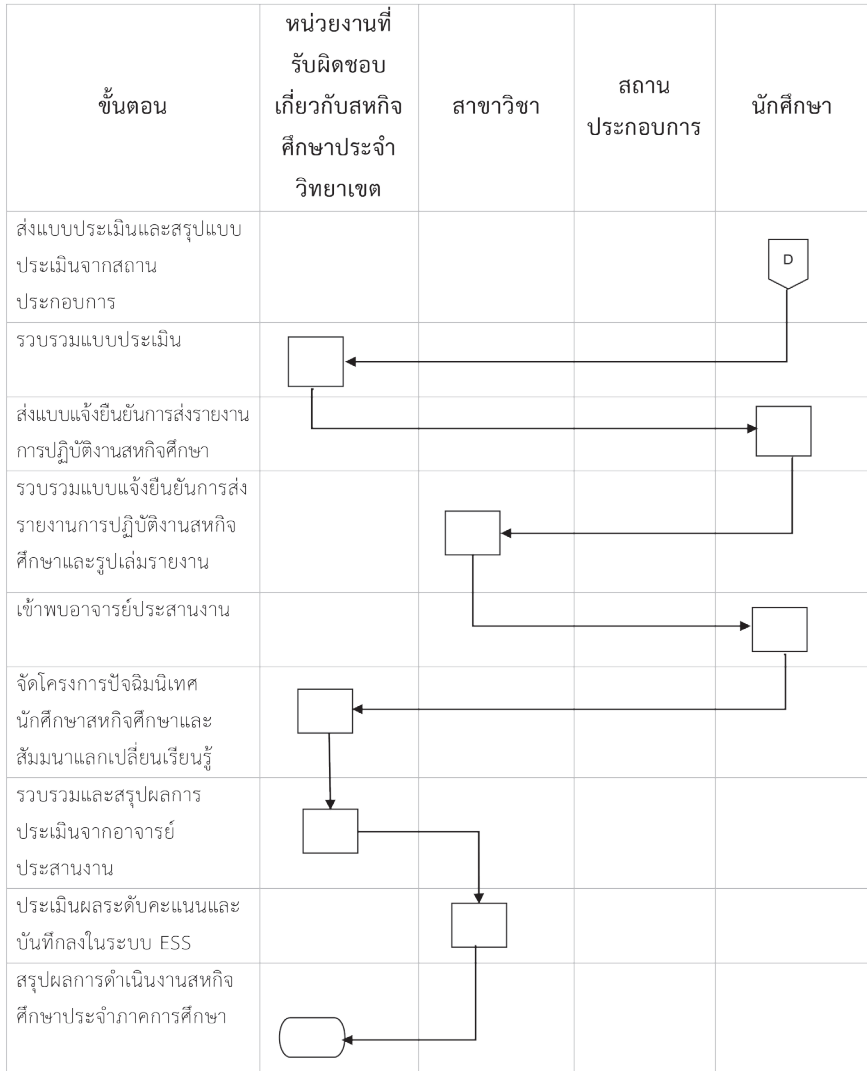 ขั้นตอน
หน่วยงานที่
รับผิดชอบ
เกี่ยวกับสหกิจ
ศึกษาประจำ
วิทยาเขต
สาขาวิชา
สถาน
ประกอบการ
นักศึกษา
ส่งแบบประเมินและสรุปแบบ
ประเมินจากสถาน
ประกอบการ
D
รวบรวมแบบประเมิน
ส่งแบบแจ้งยืนยันการส่งรายงาน
การปฏิบัติงานสหกิจศึกษา
รวบรวมแบบแจ้งยืนยันการส่ง
รายงานการปฏิบัติงานสหกิจ
ศึกษาและรูปเล่มรายงาน
เข้าพบอาจารย์ประสานงาน
จัดโครงการปัจฉิมนิเทศ
นักศึกษาสหกิจศึกษาและ
สัมมนาแลกเปลี่ยนเรียนรู้
รวบรวมและสรุปผลการ
ประเมินจากอาจารย์
ประสานงาน
ประเมินผลระดับคะแนนและ
บันทึกลงในระบบ ESS
สรุปผลการดำเนินงานสหกิจ
ศึกษาประจำภาคการศึกษา